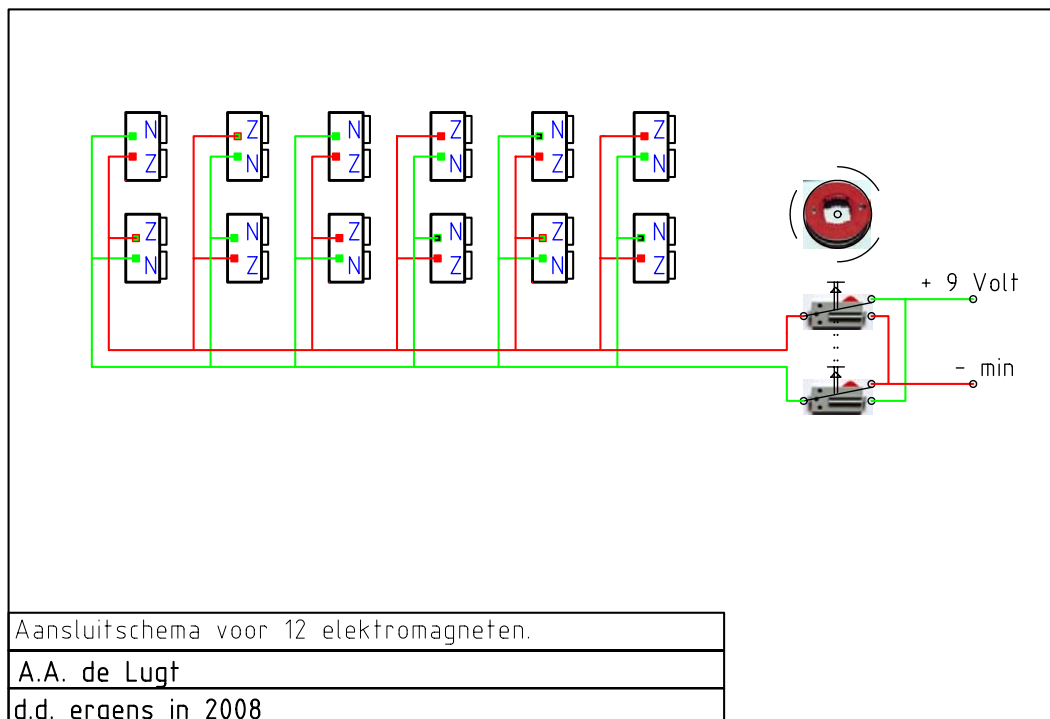 N Z N Z N Z
Z N Z N Z N
Z N Z N Z N
N Z N Z N Z
+ 9 Volt
- min
Aansluitschema voor 12 elektromagneten.
A.A. de Lugt
d.d. ergens in 2008